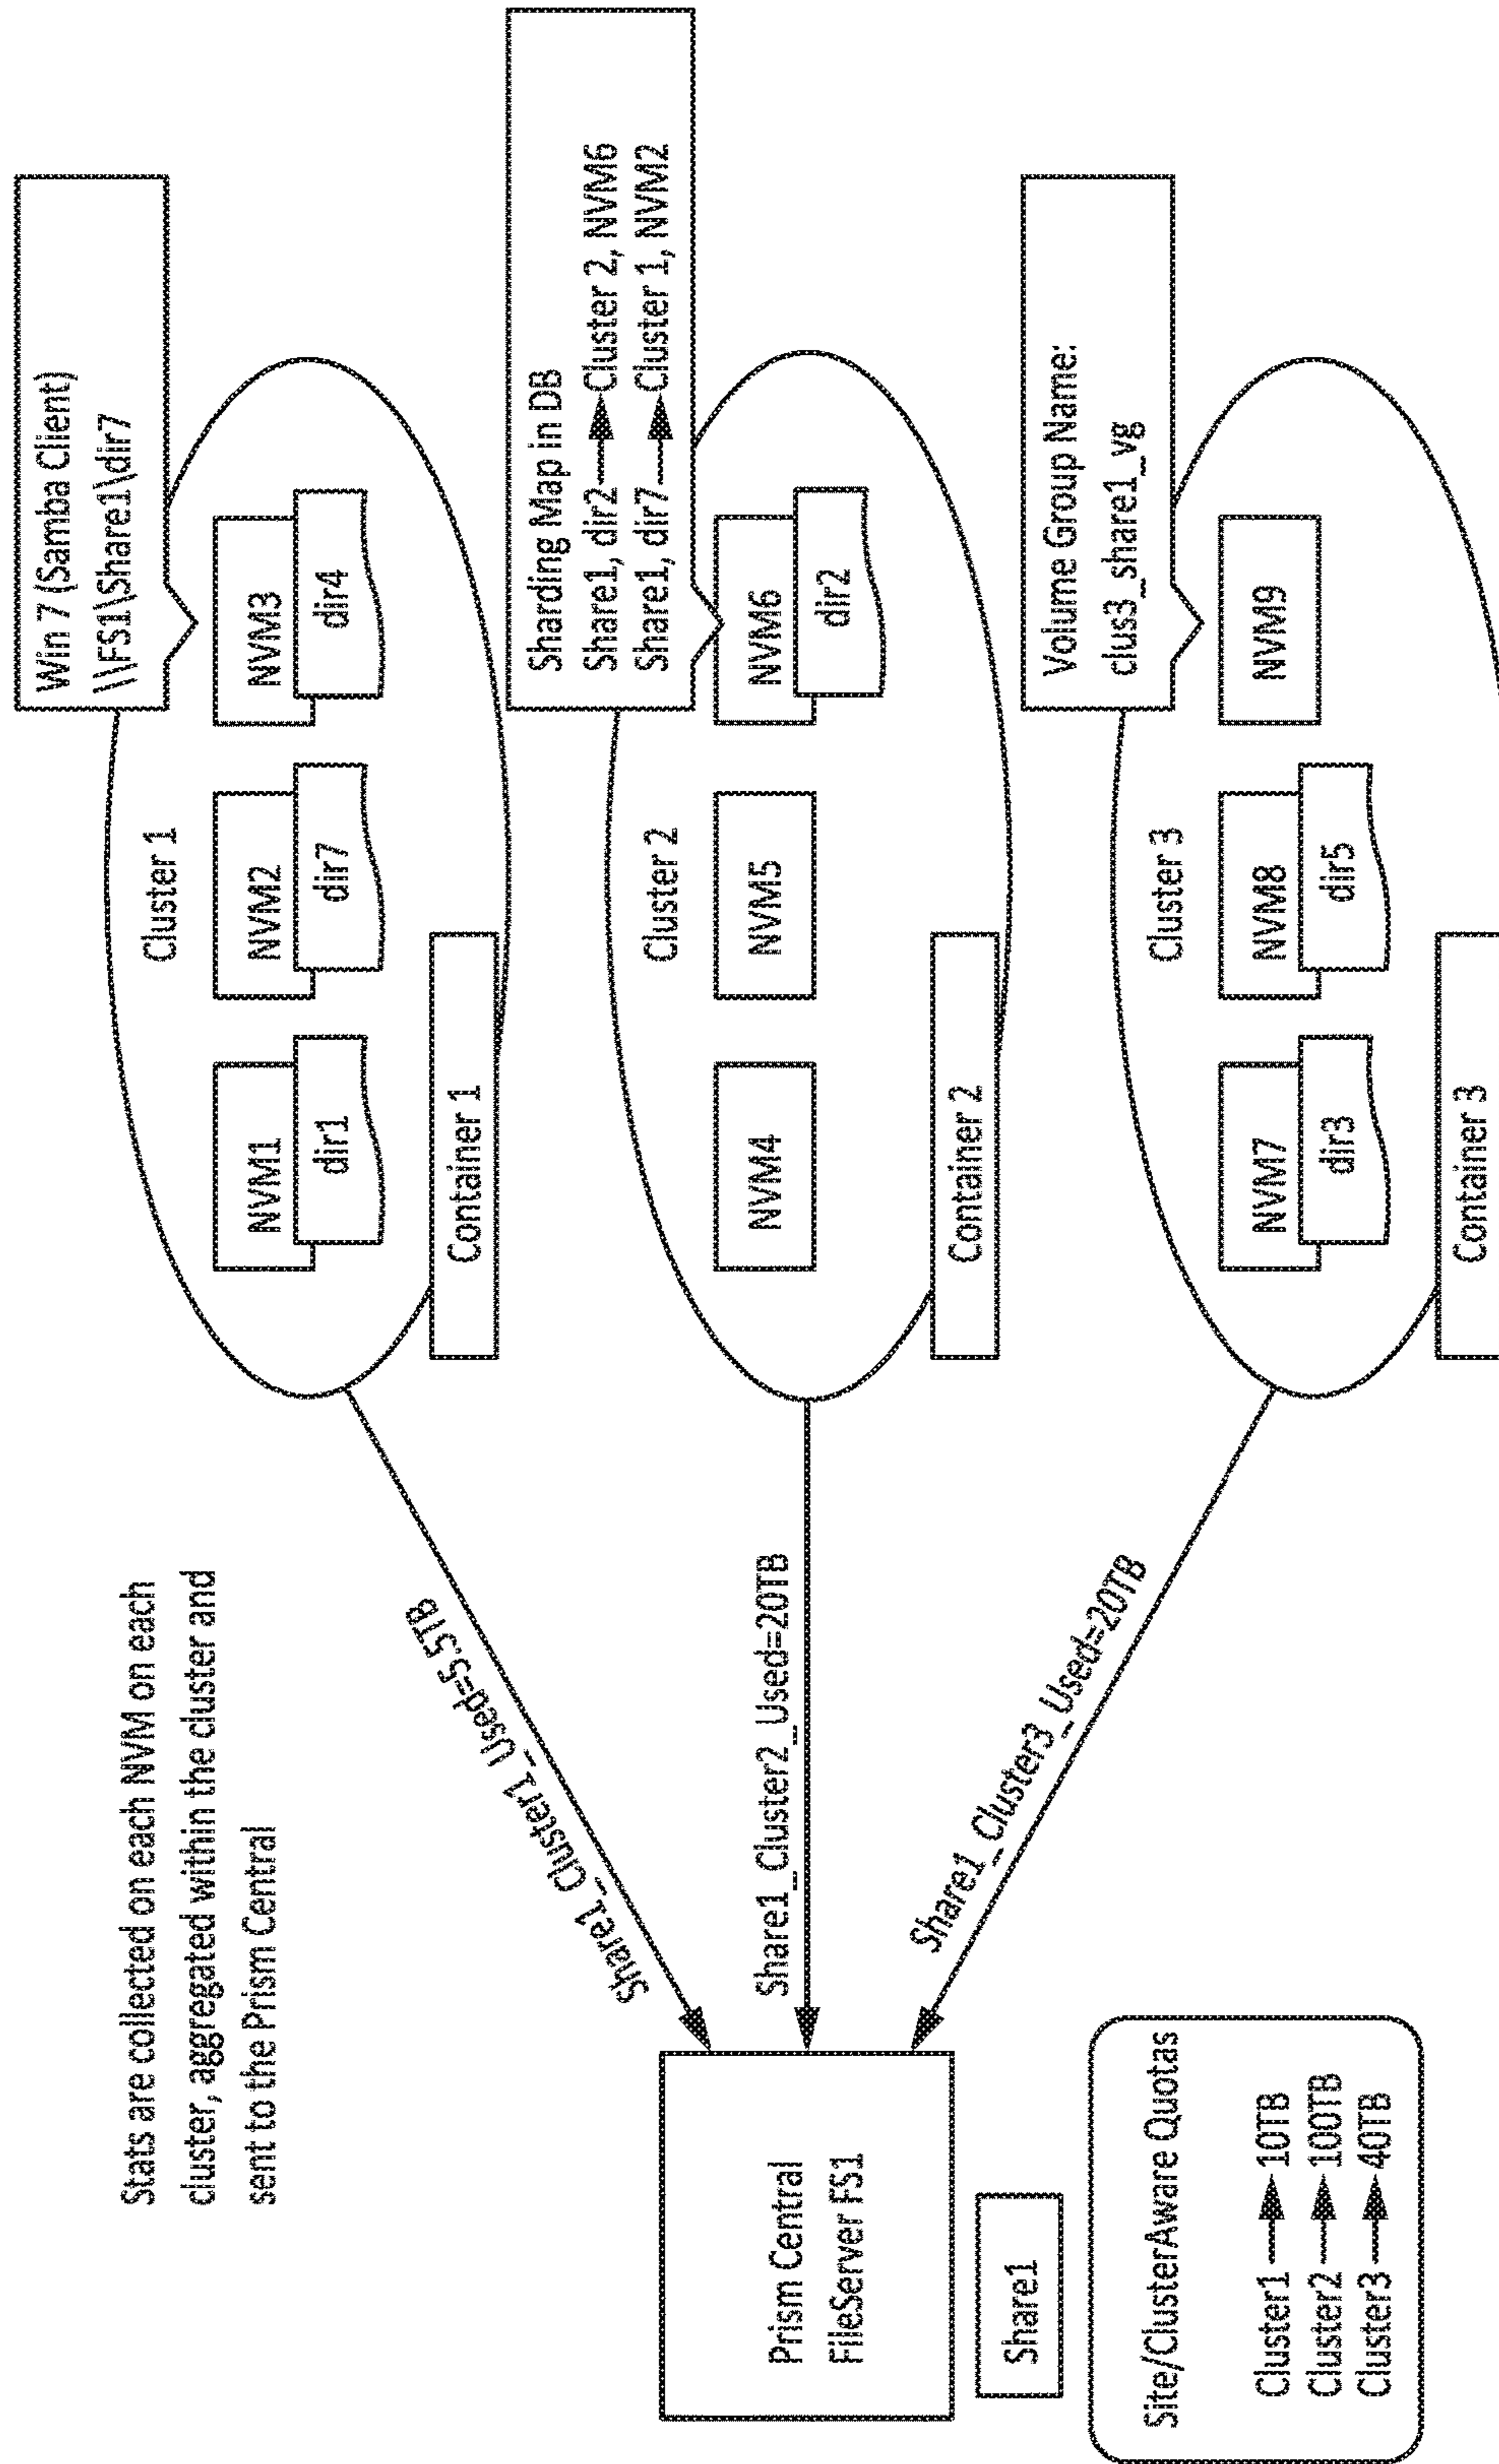 Stats are collected on each NVM on each
cluster, aggregated within the cluster and
sent to the Prism Central
Prism Central
FileServer FS1
Share1
Site/ClusterAware Quotas
Cluster1 → 10TB
Cluster2 → 100TB
Cluster3 → 40TB
Share1_Cluster1_Used=5.5TB
Share1_Cluster2_Used=20TB
Share1_Cluster3_Used=20TB
Win 7 (Samba Client)
\\FS1\Share1\dir7
Cluster 1
NVM1
dir1
NVM2
dir7
NVM3
dir4
Container 1
Sharding Map in DB
Share1, dir2 → Cluster 2, NVM6
Share1, dir7 → Cluster 1, NVM2
Cluster 2
NVM4
NVM5
NVM6
dir2
Container 2
Volume Group Name:
clus3_share1_vg
Cluster 3
NVM7
dir3
NVM8
dir5
NVM9
Container 3